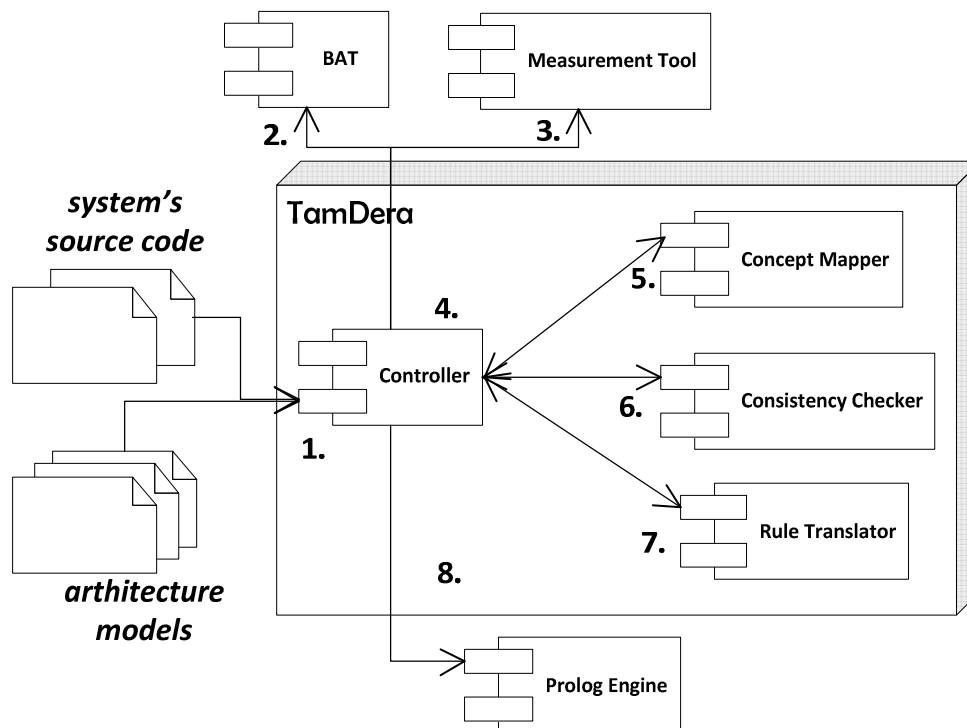 BAT
Measurement Tool
2.
3.
system's
source code
TamDera
Concept Mapper
5.
4.
Controller
Consistency Checker
6.
1.
Rule Translator
7.
8.
arthitecture
models
Prolog Engine